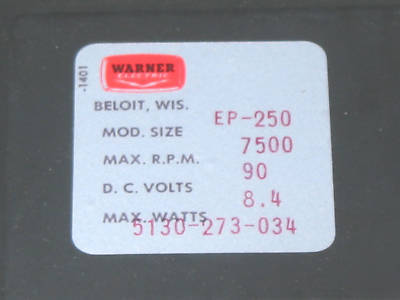 -1401
WARNER
ELECTRIC
BELOIT, WIS.
MOD. SIZE EP-250
MAX. R.P.M. 7500
D. C. VOLTS 90
MAX. WATTS 8.4
5130-273-034